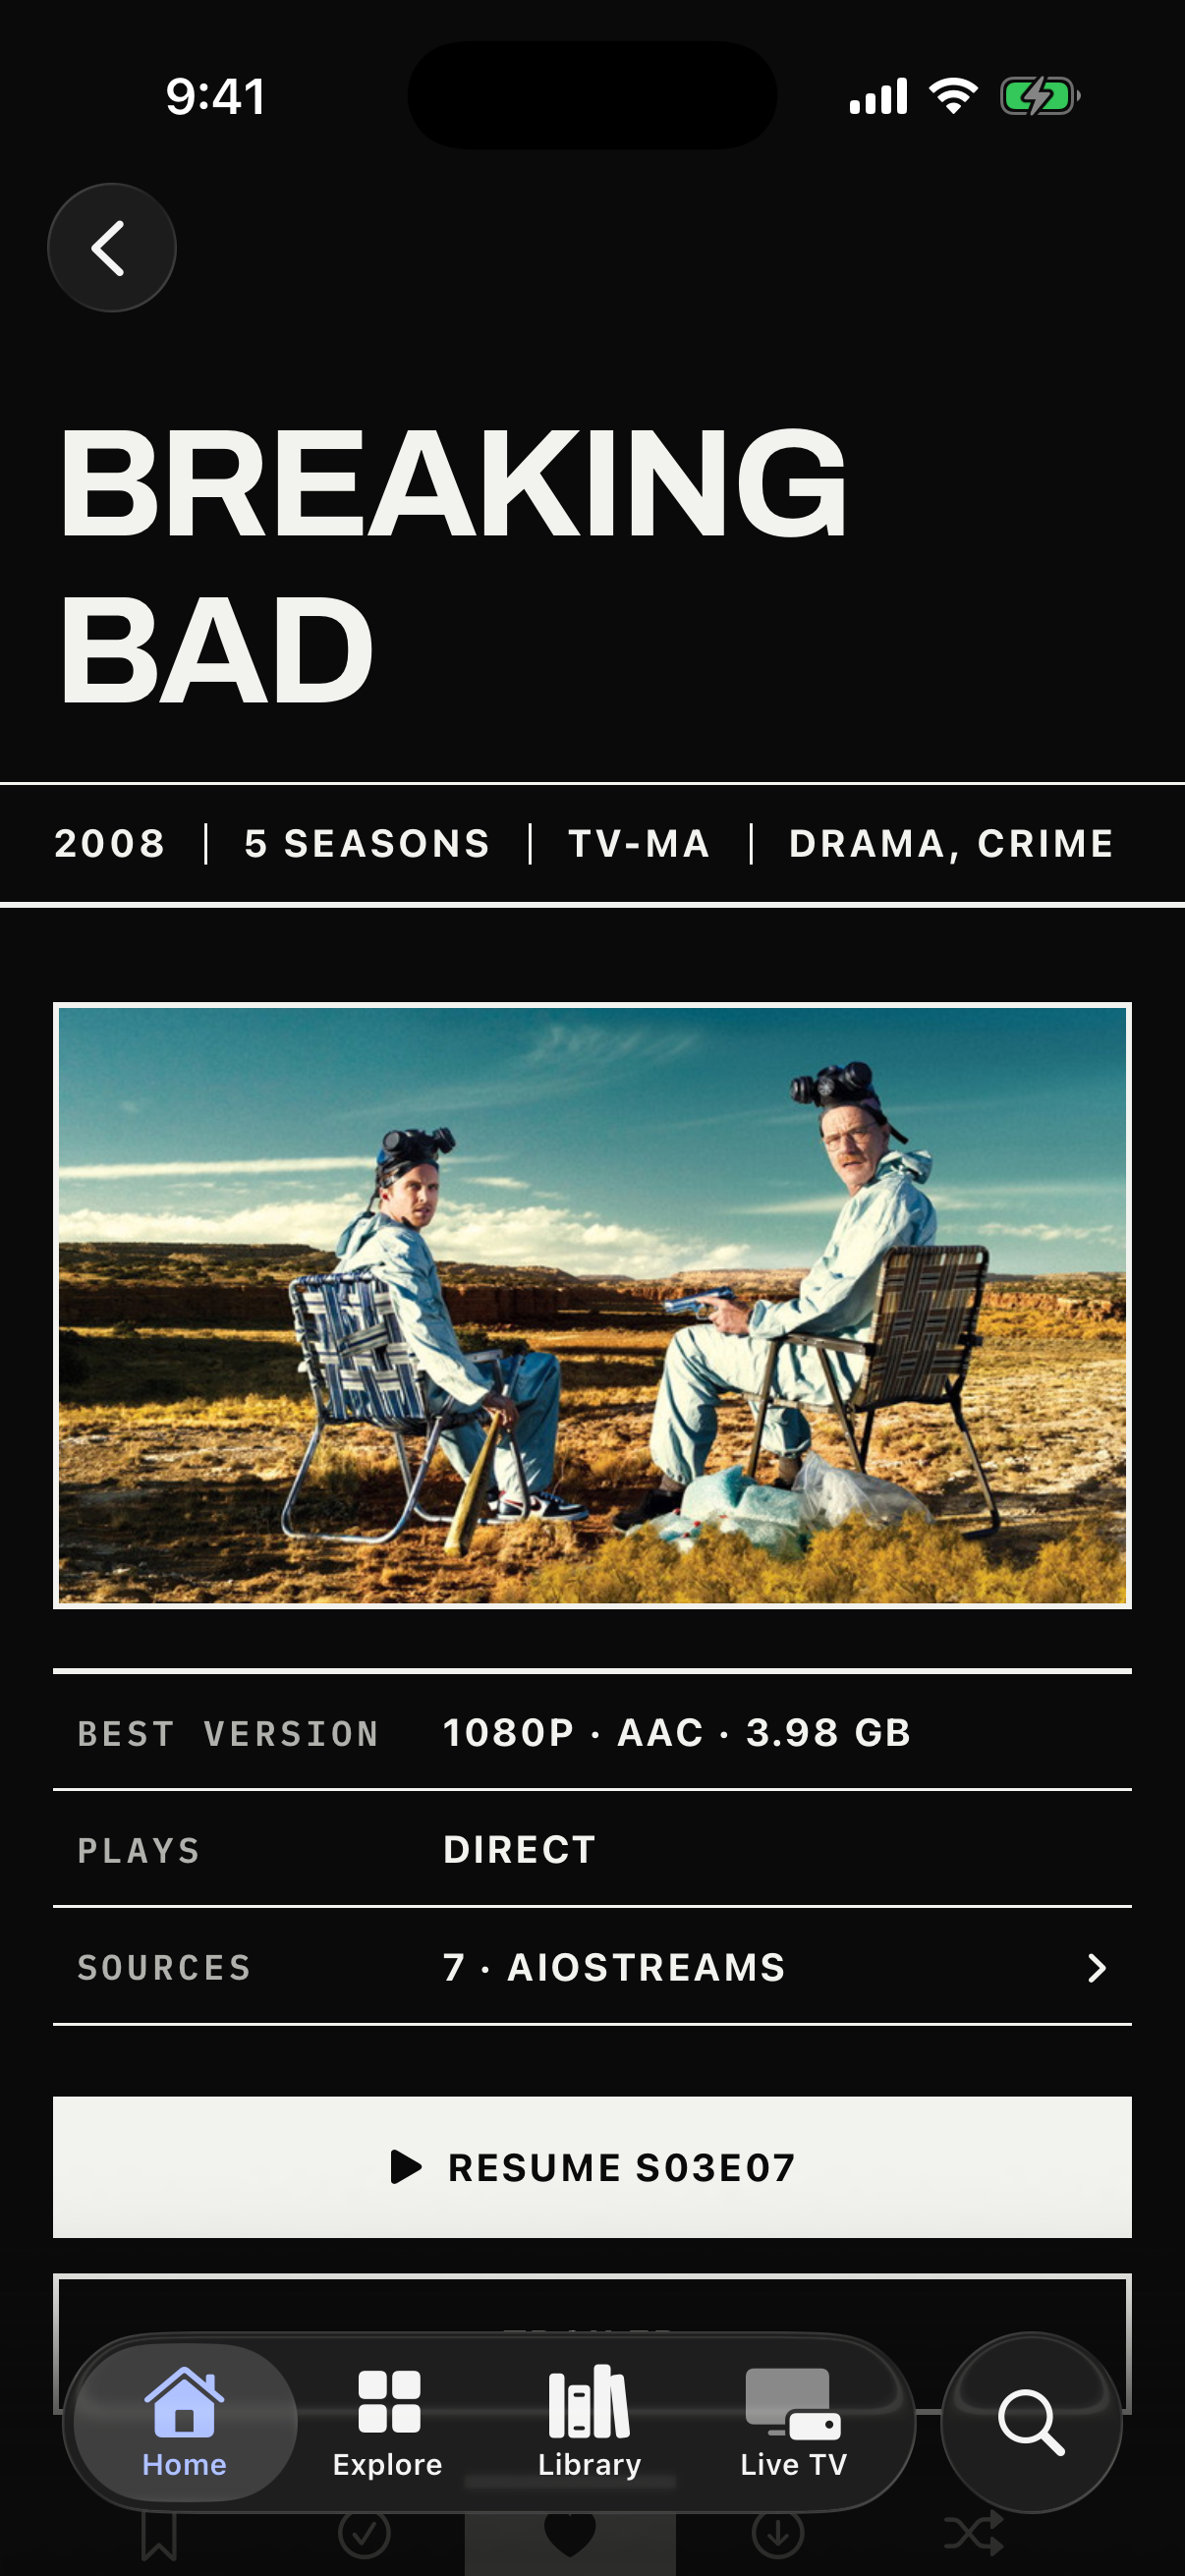 9:41
BREAKING
BAD
2008 | 5 SEASONS | TV-MA | DRAMA, CRIME
BEST VERSION 1080P · AAC · 3.98 GB
PLAYS DIRECT
SOURCES 7 · AIOSTREAMS
RESUME S03E07
Home Explore Library Live TV